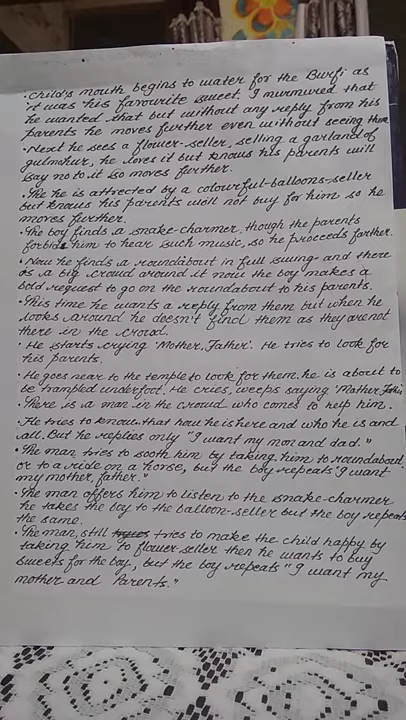 • Child's mouth begins to water for the Burfi as
it was his favourite sweet. I murmured that
he wanted that but without any reply from his
parents he moves further even without seeing them
• Next he sees a flower-seller, selling a garland of
gulmohur, he loves it but knows his parents will
say no to it so moves further.
• The he is attrected by a colourful-balloons-seller
but knows his parents will not buy for him so he
moves further.
• The boy finds a snake-charmer, though the parents
forbids him to hear such music, so he proceeds farther.
• Now he finds a roundabout in full swing and there
as a big crowd around it now the boy makes a
bold request to go on the roundabout to his parents.
• This time he wants a reply from them but when he
looks around he doesn't find them as they are not
there in the crowd.
• He starts crying 'Mother, Father'. He tries to look for
his parents.
• He goes near to the temple to look for them, he is about to
be trampled underfoot. He cries, weeps saying 'Mother, Father
• There is a man in the crowd who comes to help him.
• He tries to know that how he is here and who he is and
all. But he replies only "I want my mom and dad."
• The man tries to sooth him by taking him to roundabout
or to a ride on a horse, but the boy repeats "I want
my mother, father."
• The man offers him to listen to the snake-charmer
he takes the boy to the balloon-seller but the boy repeats
the same.
• The man, still tries to make the child happy by
taking him to flower-seller then he wants to buy
sweets for the boy, but the boy repeats "I want my
mother and Parents."